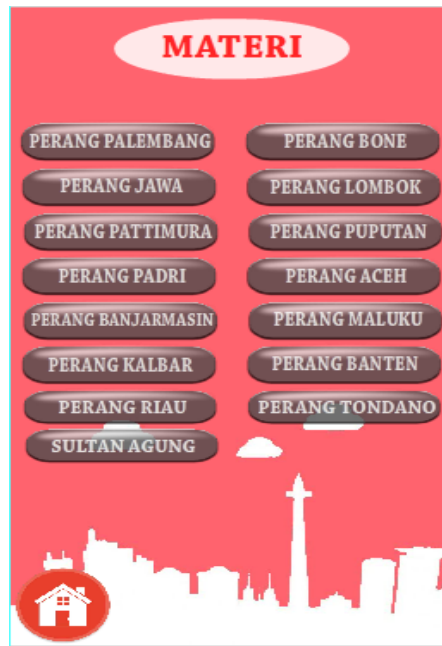 MATERI
PERANG PALEMBANG
PERANG BONE
PERANG JAWA
PERANG LOMBOK
PERANG PATTIMURA
PERANG PUPUTAN
PERANG PADRI
PERANG ACEH
PERANG BANJARMASIN
PERANG MALUKU
PERANG KALBAR
PERANG BANTEN
PERANG RIAU
PERANG TONDANO
SULTAN AGUNG